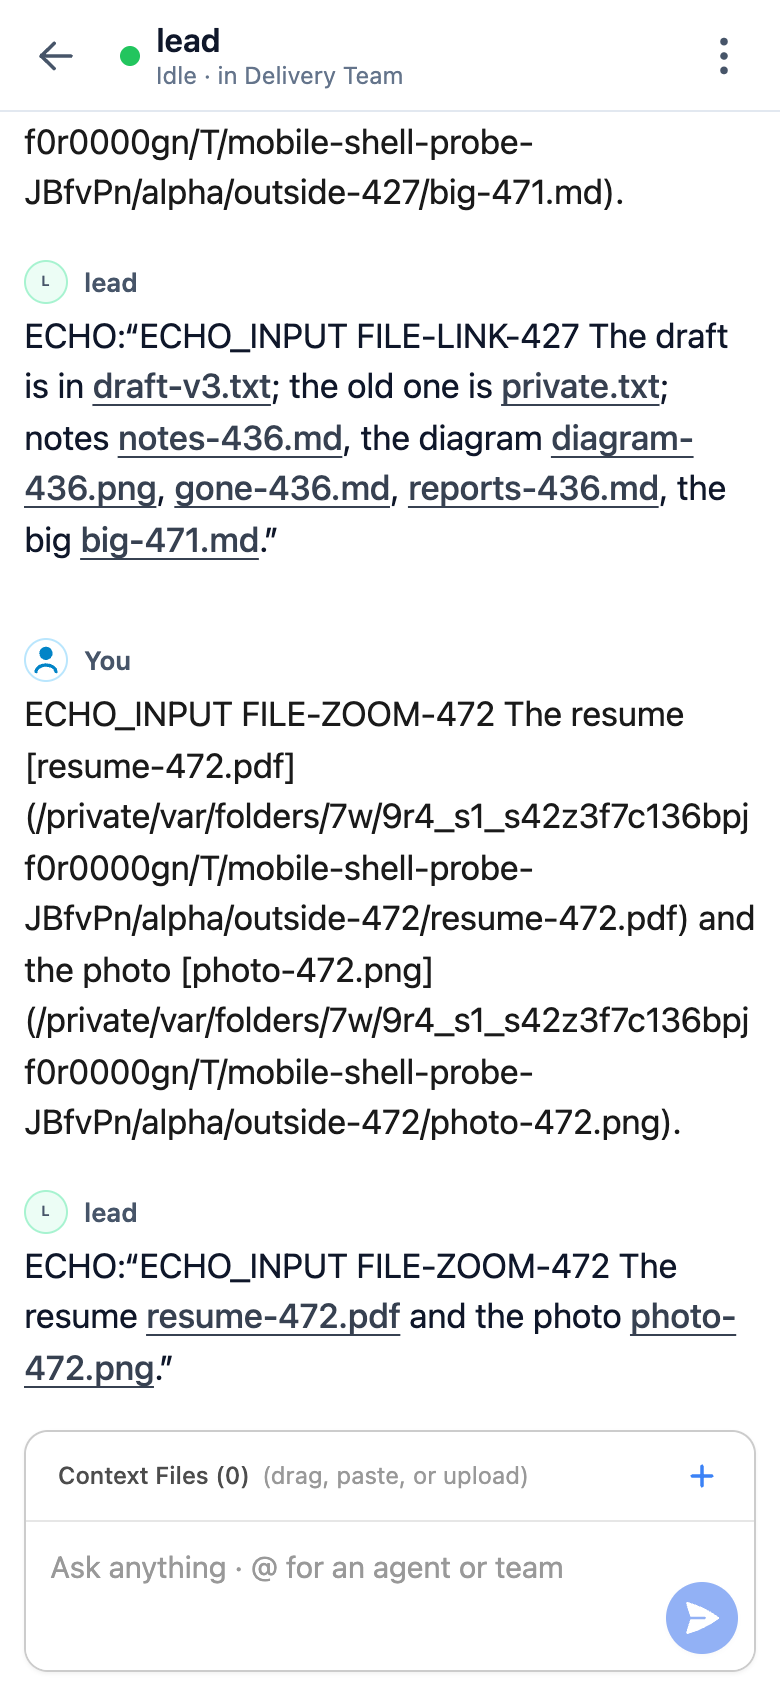 lead
Idle · in Delivery Team
f0r0000gn/T/mobile-shell-probe-
JBfvPn/alpha/outside-427/big-471.md).
L
lead
ECHO:“ECHO_INPUT FILE-LINK-427 The draft
is in draft-v3.txt; the old one is private.txt;
notes notes-436.md, the diagram diagram-
436.png, gone-436.md, reports-436.md, the
big big-471.md.”
You
ECHO_INPUT FILE-ZOOM-472 The resume
[resume-472.pdf]
(/private/var/folders/7w/9r4_s1_s42z3f7c136bpj
f0r0000gn/T/mobile-shell-probe-
JBfvPn/alpha/outside-472/resume-472.pdf) and
the photo [photo-472.png]
(/private/var/folders/7w/9r4_s1_s42z3f7c136bpj
f0r0000gn/T/mobile-shell-probe-
JBfvPn/alpha/outside-472/photo-472.png).
L
lead
ECHO:“ECHO_INPUT FILE-ZOOM-472 The
resume resume-472.pdf and the photo photo-
472.png.”
Context Files (0) (drag, paste, or upload)
Ask anything · @ for an agent or team